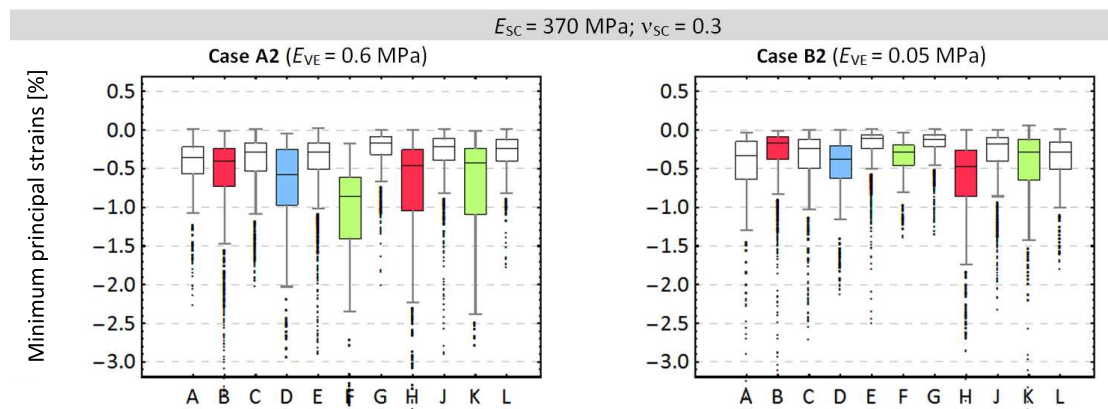 E_SC = 370 MPa; ν_SC = 0.3
Case A2 (E_VE = 0.6 MPa)
Case B2 (E_VE = 0.05 MPa)
Minimum principal strains [%]
0.5
0.0
−0.5
−1.0
−1.5
−2.0
−2.5
−3.0
A B C D E F G H J K L
0.5
0.0
−0.5
−1.0
−1.5
−2.0
−2.5
−3.0
A B C D E F G H J K L